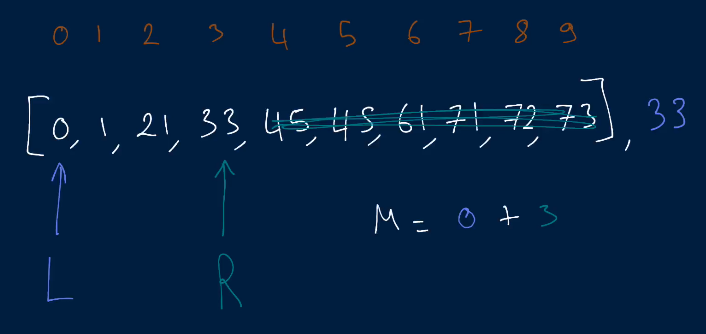 0 1 2 3 4 5 6 7 8 9
[0, 1, 21, 33, 45, 45, 61, 71, 72, 73], 33
M = 0 + 3
L R